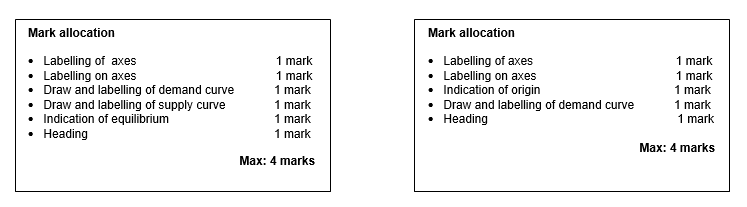 Mark allocation
• Labelling of axes 1 mark
• Labelling on axes 1 mark
• Draw and labelling of demand curve 1 mark
• Draw and labelling of supply curve 1 mark
• Indication of equilibrium 1 mark
• Heading 1 mark
Max: 4 marks
Mark allocation
• Labelling of axes 1 mark
• Labelling on axes 1 mark
• Indication of origin 1 mark
• Draw and labelling of demand curve 1 mark
• Heading 1 mark
Max: 4 marks